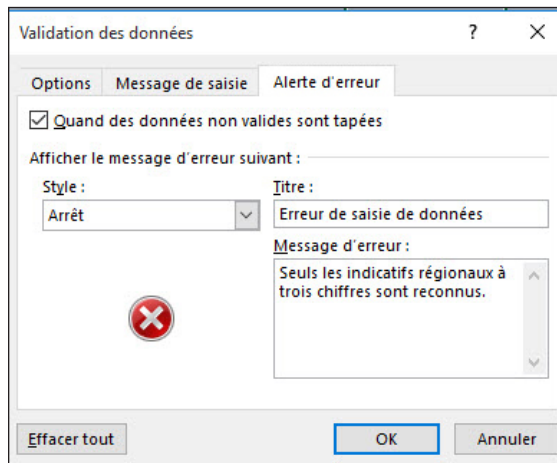 Validation des données
?
Options
Message de saisie
Alerte d'erreur
Quand des données non valides sont tapées
Afficher le message d'erreur suivant :
Style :
Titre :
Arrêt
Erreur de saisie de données
Message d'erreur :
Seuls les indicatifs régionaux à
trois chiffres sont reconnus.
Effacer tout
OK
Annuler